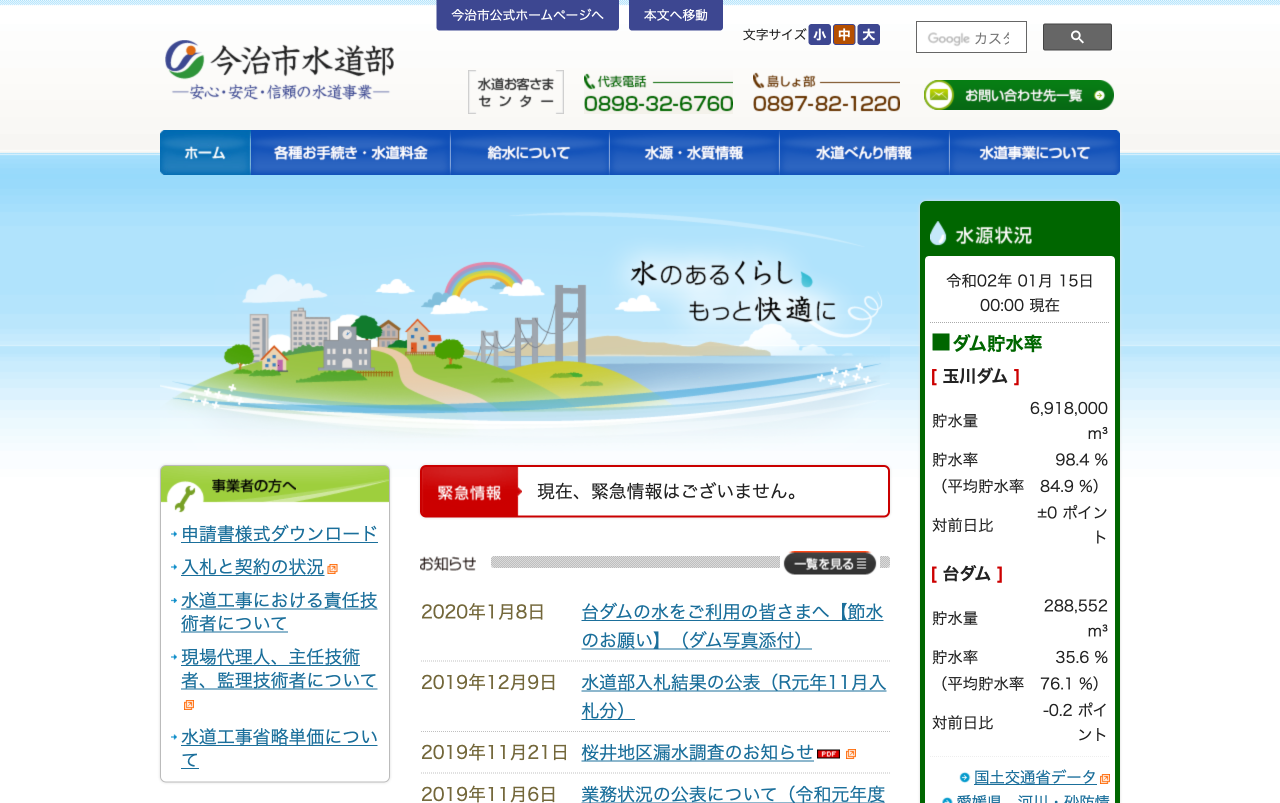 今治市公式ホームページへ
本文へ移動
文字サイズ 小 中 大
Google カスタ
今治市水道部
―安心・安定・信頼の水道事業―
水道お客さま
センター
代表電話
0898-32-6760
島しょ部
0897-82-1220
お問い合わせ先一覧
ホーム
各種お手続き・水道料金
給水について
水源・水質情報
水道べんり情報
水道事業について
水のあるくらし
もっと快適に
水源状況
令和02年 01月 15日
00:00 現在
■ダム貯水率
[ 玉川ダム ]
貯水量 6,918,000
m³
貯水率 98.4 %
（平均貯水率 84.9 %）
対前日比 ±0 ポイン
ト
[ 台ダム ]
貯水量 288,552
m³
貯水率 35.6 %
（平均貯水率 76.1 %）
対前日比 -0.2 ポイ
ント
国土交通省データ
愛媛県 河川・砂防情
事業者の方へ
申請書様式ダウンロード
入札と契約の状況
水道工事における責任技
術者について
現場代理人、主任技術
者、監理技術者について
水道工事省略単価につい
て
緊急情報
現在、緊急情報はございません。
お知らせ
一覧を見る
2020年1月8日
台ダムの水をご利用の皆さまへ【節水
のお願い】（ダム写真添付）
2019年12月9日
水道部入札結果の公表（R元年11月入
札分）
2019年11月21日
桜井地区漏水調査のお知らせ PDF
2019年11月6日
業務状況の公表について（令和元年度